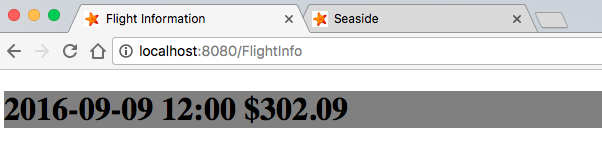 Flight Information
Seaside
localhost:8080/FlightInfo
2016-09-09 12:00 $302.09